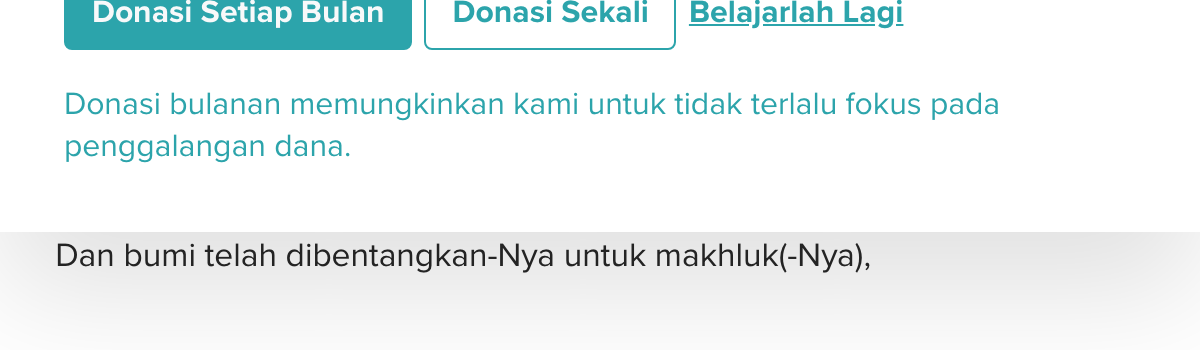 Donasi Setiap Bulan Donasi Sekali Belajarlah Lagi
Donasi bulanan memungkinkan kami untuk tidak terlalu fokus pada
penggalangan dana.
Dan bumi telah dibentangkan-Nya untuk makhluk(-Nya),